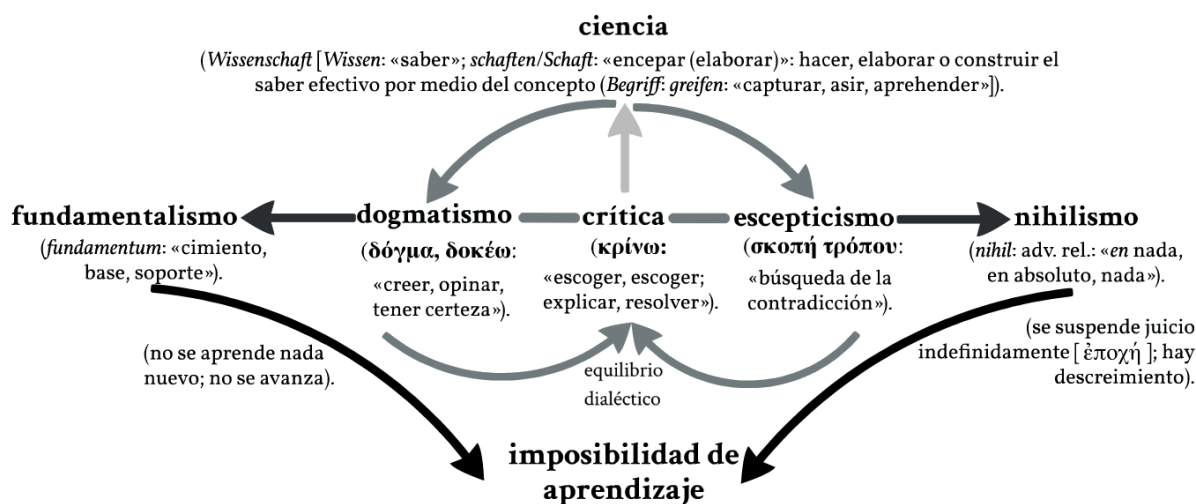 ciencia
(Wissenschaft [Wissen: «saber»; schaften/Schaft: «encepar (elaborar)»: hacer, elaborar o construir el
saber efectivo por medio del concepto (Begriff: greifen: «capturar, asir, aprehender»]).
fundamentalismo
(fundamentum: «cimiento,
base, soporte»).
dogmatismo
(δόγμα, δοκέω:
«creer, opinar,
tener certeza»).
crítica
(κρίνω:
«escoger, escoger;
explicar, resolver»).
escepticismo
(σκοπή τρόπου:
«búsqueda de la
contradicción»).
nihilismo
(nihil: adv. rel.: «en nada,
en absoluto, nada»).
(no se aprende nada
nuevo; no se avanza).
equilibrio
dialéctico
(se suspende juicio
indefinidamente [ ἐποχή ]; hay
descreimiento).
imposibilidad de
aprendizaje